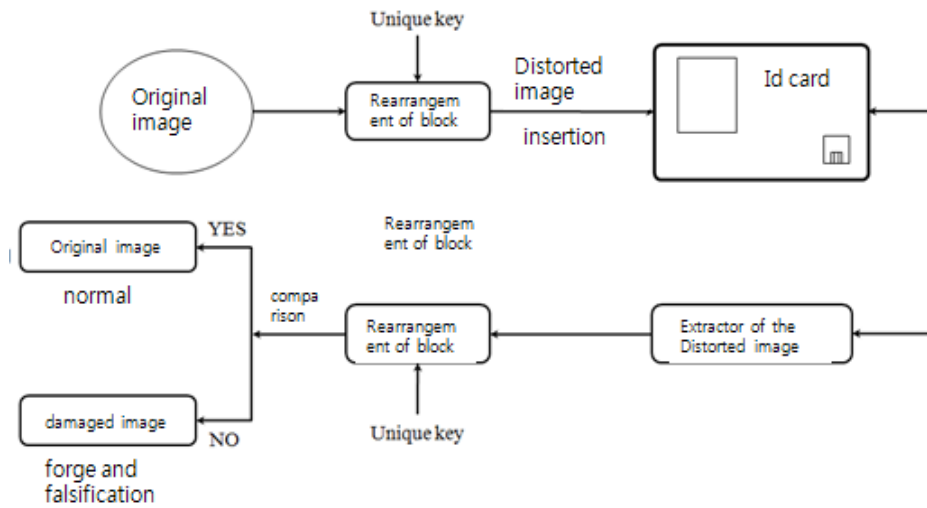 Unique key
Original
image
Rearrangem
ent of block
Distorted
image
insertion
Id card
YES
Original image
normal
Rearrangem
ent of block
compa
rison
Rearrangem
ent of block
Extractor of the
Distorted image
damaged image
NO
Unique key
forge and
falsification